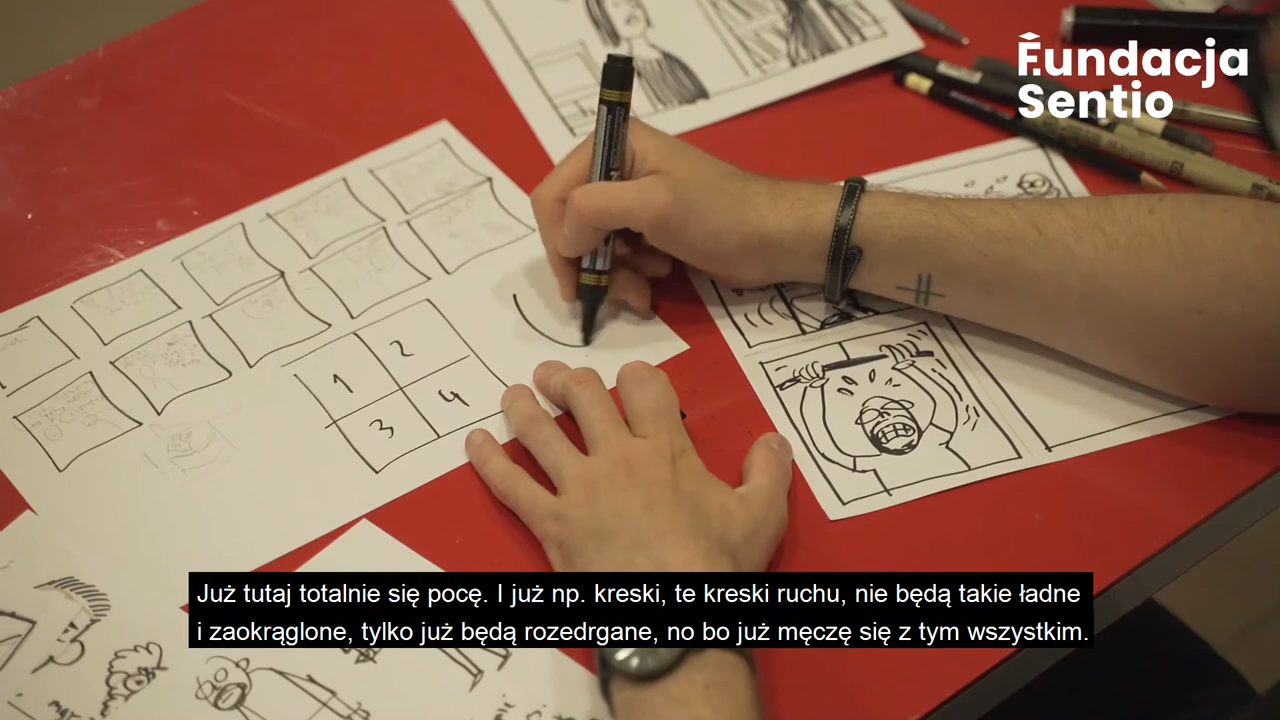 Fundacja
Sentio
1
2
3
4
Już tutaj totalnie się pocę. I już np. kreski, te kreski ruchu, nie będą takie ładne
i zaokrąglone, tylko już będą rozedrgane, no bo już męczę się z tym wszystkim.